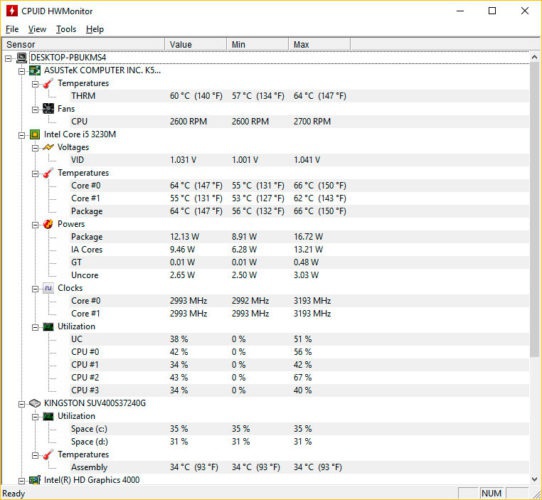 CPUID HWMonitor
File View Tools Help
Sensor Value Min Max
DESKTOP-PBUKMS4
ASUSTeK COMPUTER INC. K5...
Temperatures
THRM 60 °C (140 °F) 57 °C (134 °F) 64 °C (147 °F)
Fans
CPU 2600 RPM 2600 RPM 2700 RPM
Intel Core i5 3230M
Voltages
VID 1.031 V 1.001 V 1.041 V
Temperatures
Core #0 64 °C (147 °F) 55 °C (131 °F) 66 °C (150 °F)
Core #1 55 °C (131 °F) 53 °C (127 °F) 62 °C (143 °F)
Package 64 °C (147 °F) 56 °C (132 °F) 66 °C (150 °F)
Powers
Package 12.13 W 8.91 W 16.72 W
IA Cores 9.46 W 6.28 W 13.21 W
GT 0.01 W 0.01 W 0.48 W
Uncore 2.65 W 2.50 W 3.03 W
Clocks
Core #0 2993 MHz 2992 MHz 3193 MHz
Core #1 2993 MHz 2993 MHz 3193 MHz
Utilization
UC 38 % 0 % 51 %
CPU #0 42 % 0 % 56 %
CPU #1 34 % 0 % 42 %
CPU #2 43 % 0 % 67 %
CPU #3 34 % 0 % 40 %
KINGSTON SUV400S37240G
Utilization
Space (c:) 35 % 35 % 35 %
Space (d:) 31 % 31 % 31 %
Temperatures
Assembly 34 °C (93 °F) 34 °C (93 °F) 34 °C (93 °F)
Intel(R) HD Graphics 4000
Ready NUM